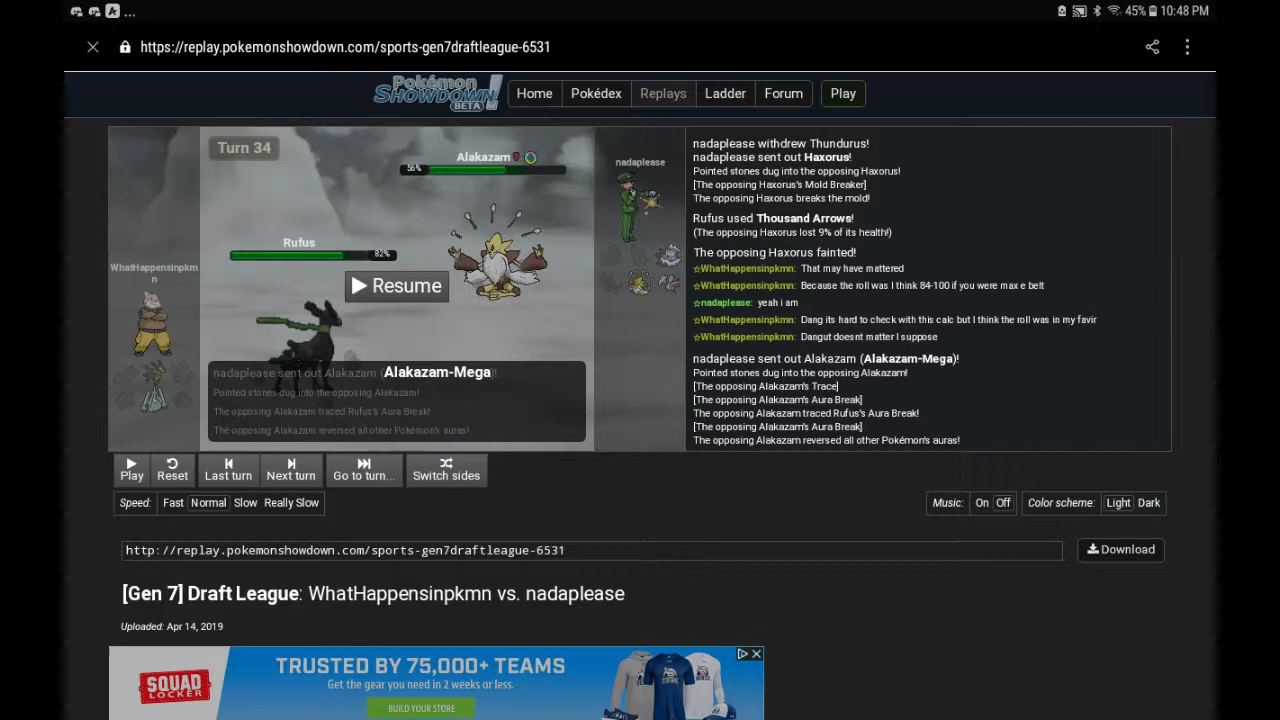 A ... 45% 10:48 PM
https://replay.pokemonshowdown.com/sports-gen7draftleague-6531
Pokémon SHOWDOWN! BETA Home Pokédex Replays Ladder Forum Play
Turn 34
Alakazam
56%
Rufus
82%
Resume
WhatHappensinpkm
n
nadaplease
nadaplease sent out Alakazam (Alakazam-Mega)!
Pointed stones dug into the opposing Alakazam!
The opposing Alakazam traced Rufus's Aura Break!
The opposing Alakazam reversed all other Pokémon's auras!
nadaplease withdrew Thundurus!
nadaplease sent out Haxorus!
Pointed stones dug into the opposing Haxorus!
[The opposing Haxorus's Mold Breaker]
The opposing Haxorus breaks the mold!
Rufus used Thousand Arrows!
(The opposing Haxorus lost 9% of its health!)
The opposing Haxorus fainted!
☆WhatHappensinpkmn: That may have mattered
☆WhatHappensinpkmn: Because the roll was I think 84-100 if you were max e belt
☆nadaplease: yeah i am
☆WhatHappensinpkmn: Dang its hard to check with this calc but I think the roll was in my favir
☆WhatHappensinpkmn: Dangut doesnt matter I suppose
nadaplease sent out Alakazam (Alakazam-Mega)!
Pointed stones dug into the opposing Alakazam!
[The opposing Alakazam's Trace]
[The opposing Alakazam's Aura Break]
The opposing Alakazam traced Rufus's Aura Break!
[The opposing Alakazam's Aura Break]
The opposing Alakazam reversed all other Pokémon's auras!
Play Reset Last turn Next turn Go to turn... Switch sides
Speed: Fast Normal Slow Really Slow Music: On Off Color scheme: Light Dark
http://replay.pokemonshowdown.com/sports-gen7draftleague-6531 Download
[Gen 7] Draft League: WhatHappensinpkmn vs. nadaplease
Uploaded: Apr 14, 2019
SQUAD LOCKER
TRUSTED BY 75,000+ TEAMS
Get the gear you need in 2 weeks or less.
BUILD YOUR STORE